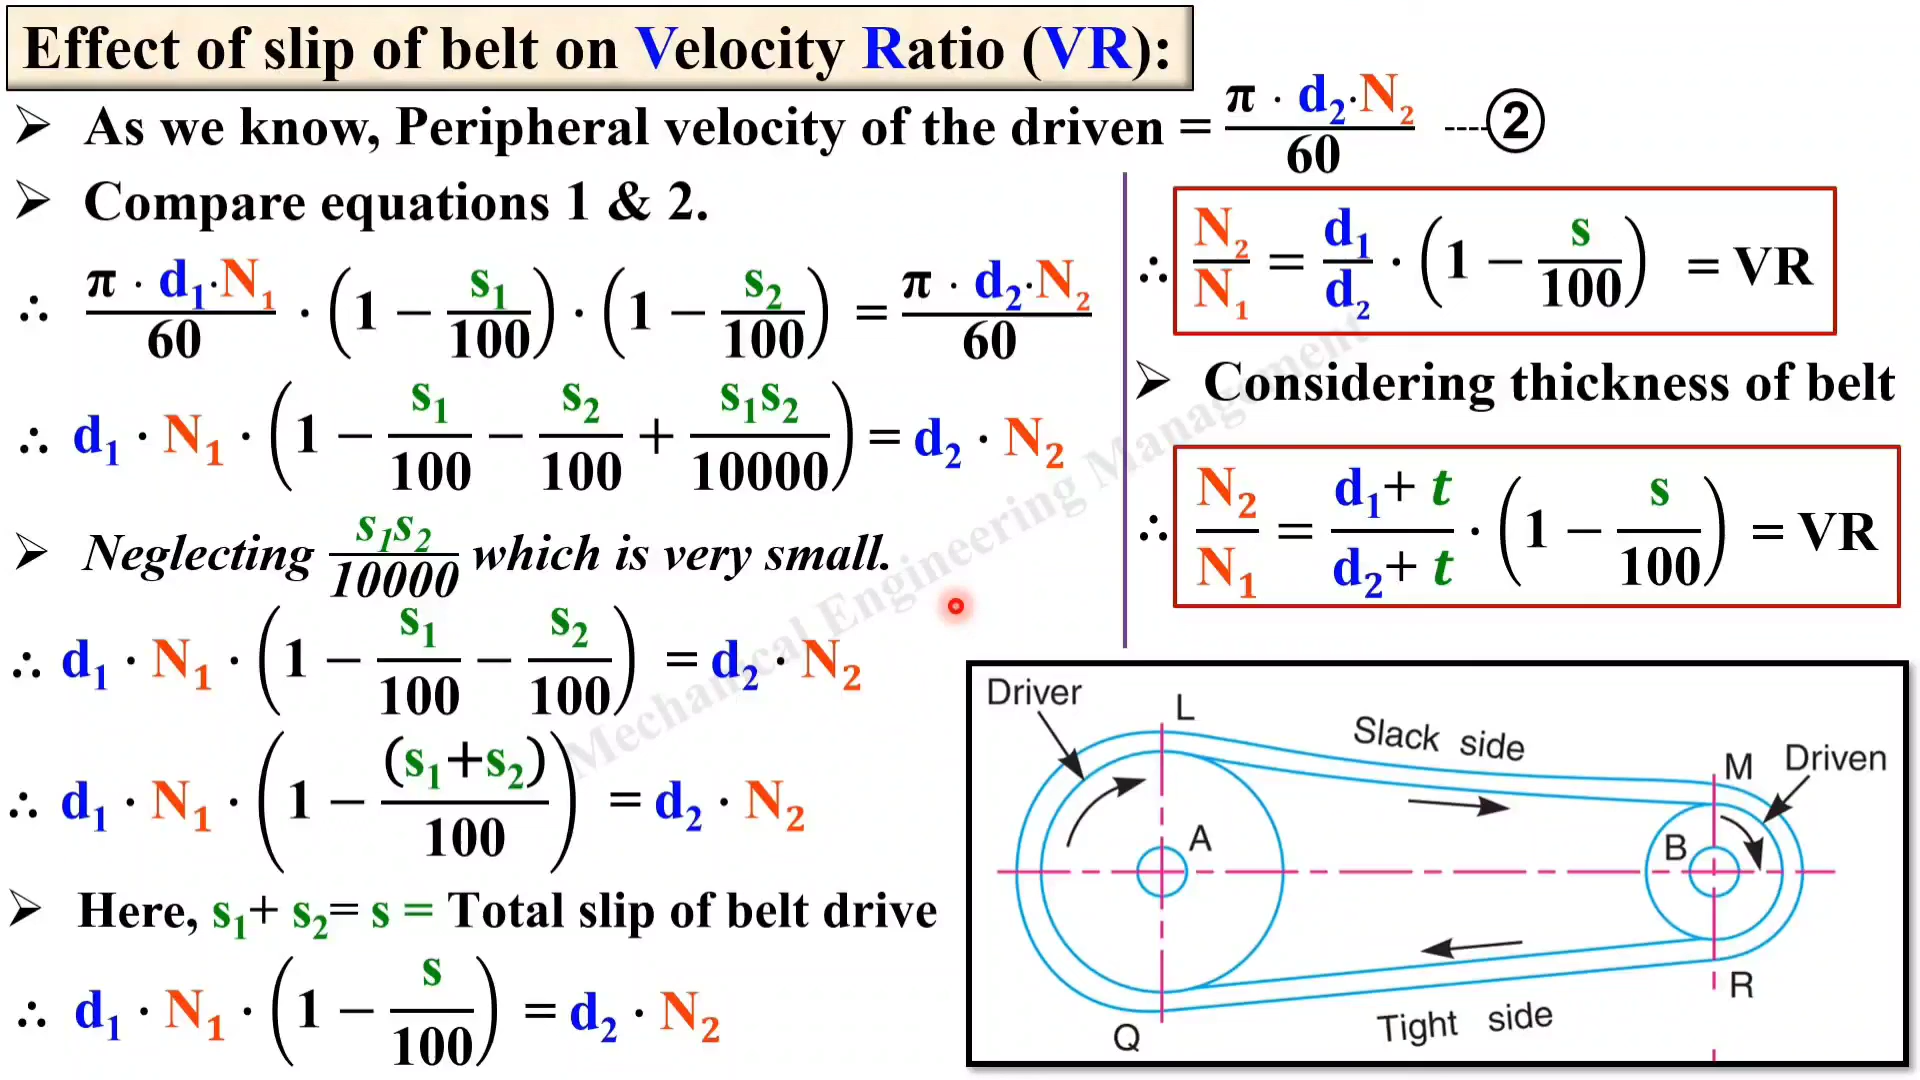 Effect of slip of belt on Velocity Ratio (VR):
➢ As we know, Peripheral velocity of the driven = π · d₂·N₂ / 60 ----②
➢ Compare equations 1 & 2.
∴ π · d₁·N₁ / 60 · (1 − s₁/100) · (1 − s₂/100) = π · d₂·N₂ / 60
∴ d₁ · N₁ · (1 − s₁/100 − s₂/100 + s₁s₂/10000) = d₂ · N₂
➢ Neglecting s₁s₂/10000 which is very small.
∴ d₁ · N₁ · (1 − s₁/100 − s₂/100) = d₂ · N₂
∴ d₁ · N₁ · (1 − (s₁+s₂)/100) = d₂ · N₂
➢ Here, s₁+ s₂= s = Total slip of belt drive
∴ d₁ · N₁ · (1 − s/100) = d₂ · N₂
∴ N₂/N₁ = d₁/d₂ · (1 − s/100) = VR
➢ Considering thickness of belt
∴ N₂/N₁ = d₁+ t / d₂+ t · (1 − s/100) = VR
Driver
L
Slack side
M
Driven
A
B
R
Q
Tight side
Mechanical Engineering Management